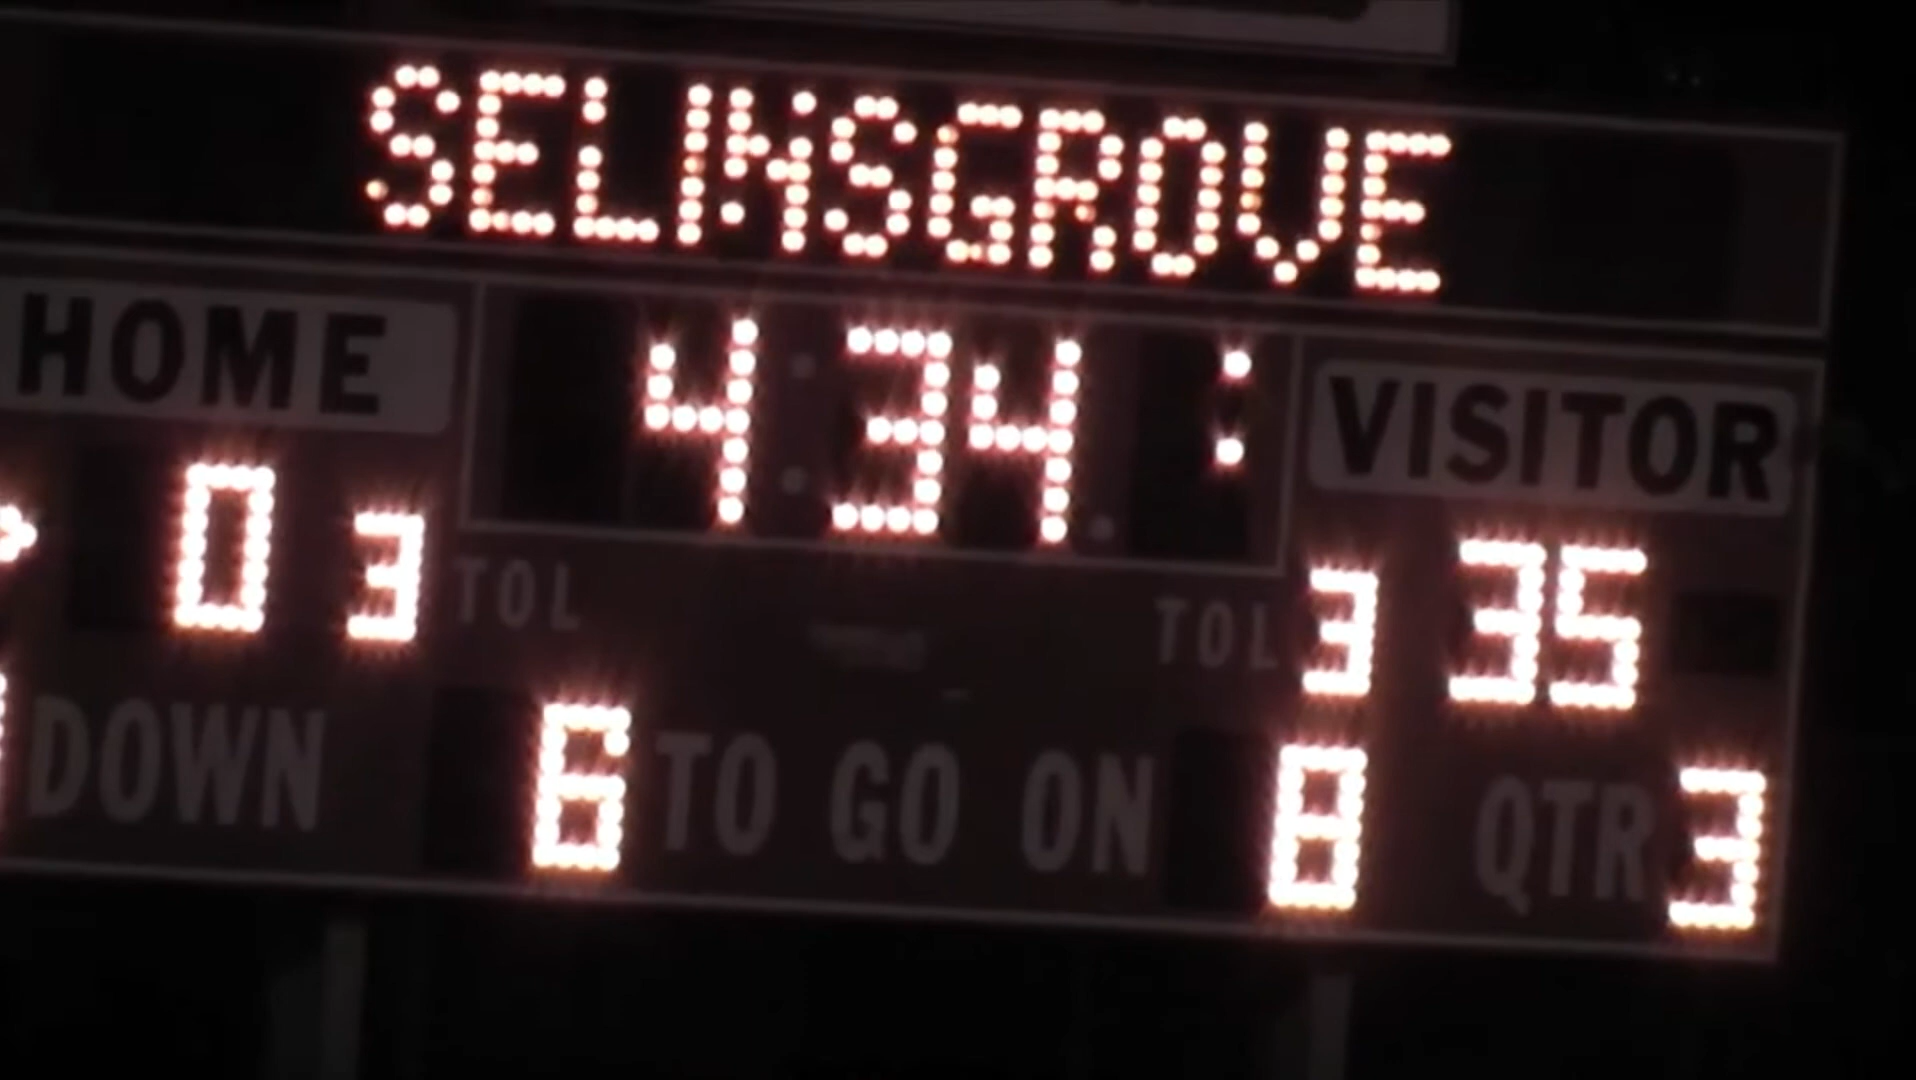 SELINSGROVE
HOME 4 34 : VISITOR
0 3 TOL TOL 3 35
DOWN 6 TO GO ON 8 QTR 3